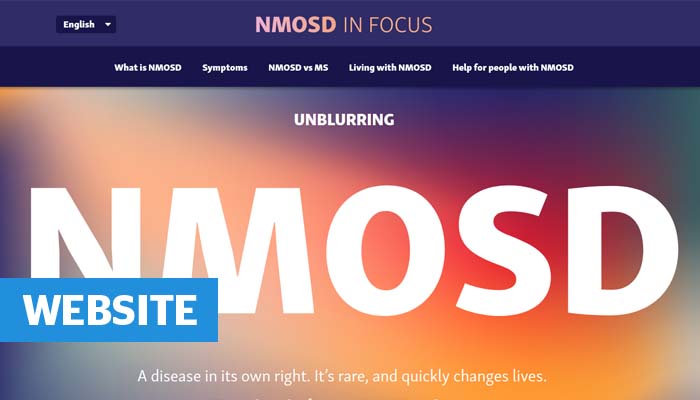 English
NMOSD IN FOCUS
What is NMOSD Symptoms NMOSD vs MS Living with NMOSD Help for people with NMOSD
UNBLURRING
NMOSD
WEBSITE
A disease in its own right. It's rare, and quickly changes lives.